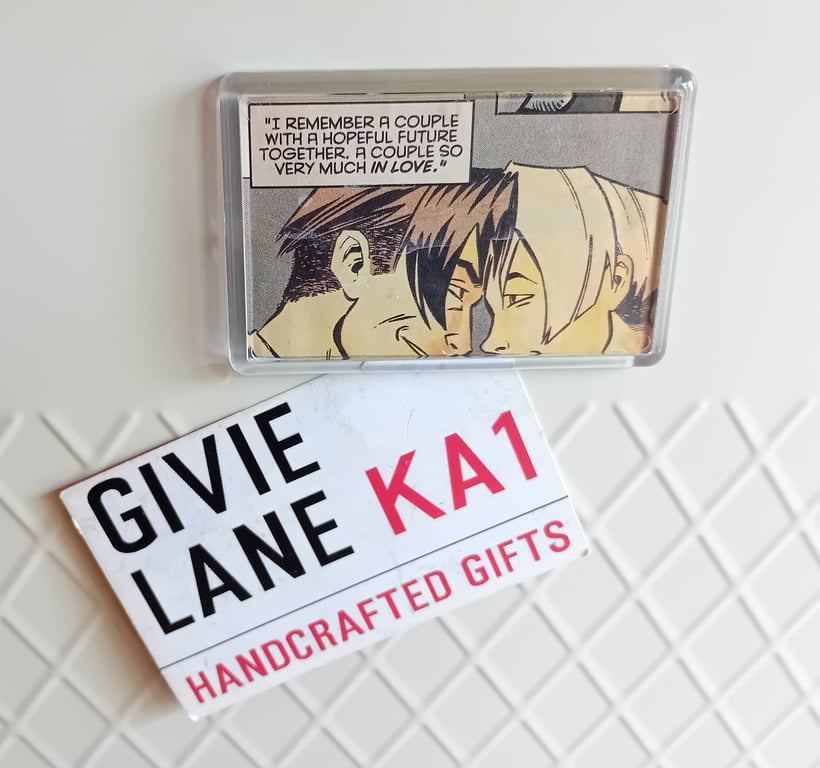 "I REMEMBER A COUPLE
WITH A HOPEFUL FUTURE
TOGETHER. A COUPLE SO
VERY MUCH IN LOVE."
GIVIE
LANE KA1
HANDCRAFTED GIFTS